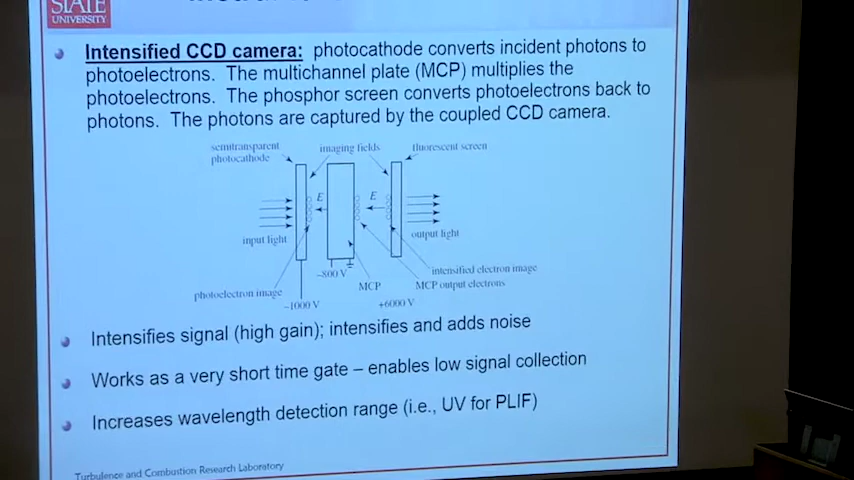 STATE
UNIVERSITY
Intensified CCD camera: photocathode converts incident photons to
photoelectrons. The multichannel plate (MCP) multiplies the
photoelectrons. The phosphor screen converts photoelectrons back to
photons. The photons are captured by the coupled CCD camera.
semitransparent
photocathode
imaging fields
fluorescent screen
E
E
input light
output light
−800 V
intensified electron image
photoelectron image
MCP
MCP output electrons
−1000 V
+6000 V
Intensifies signal (high gain); intensifies and adds noise
Works as a very short time gate – enables low signal collection
Increases wavelength detection range (i.e., UV for PLIF)
Turbulence and Combustion Research Laboratory